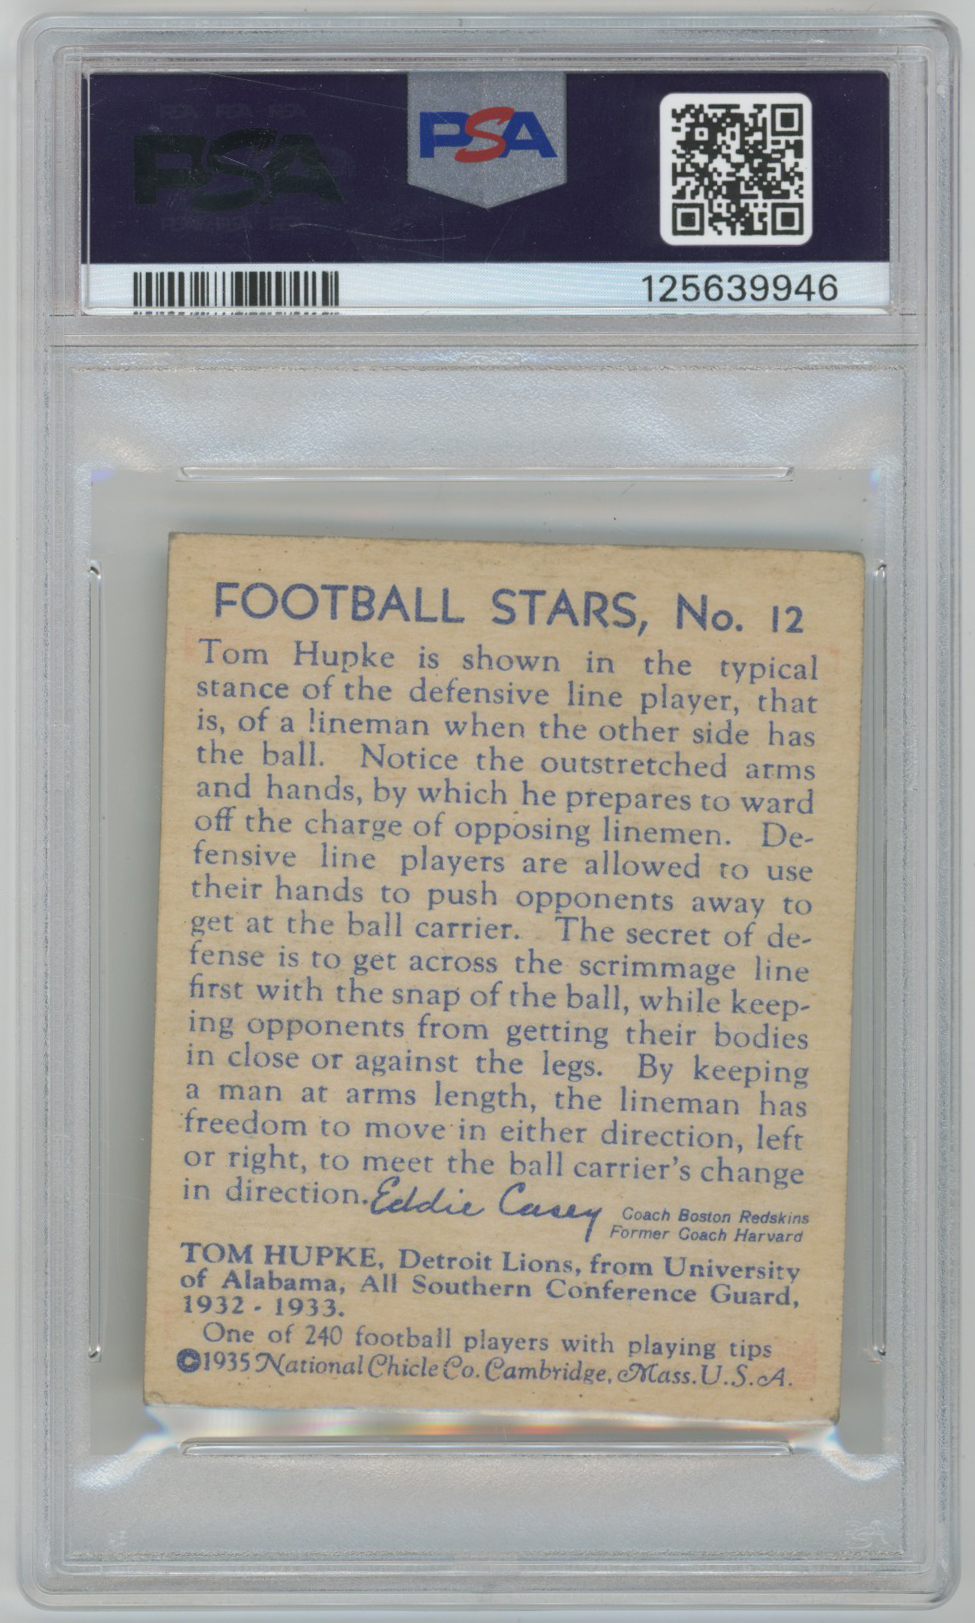 PSA
PSA
125639946
FOOTBALL STARS, No. 12
Tom Hupke is shown in the typical
stance of the defensive line player, that
is, of a lineman when the other side has
the ball. Notice the outstretched arms
and hands, by which he prepares to ward
off the charge of opposing linemen. De-
fensive line players are allowed to use
their hands to push opponents away to
get at the ball carrier. The secret of de-
fense is to get across the scrimmage line
first with the snap of the ball, while keep-
ing opponents from getting their bodies
in close or against the legs. By keeping
a man at arms length, the lineman has
freedom to move in either direction, left
or right, to meet the ball carrier's change
in direction. Eddie Casey Coach Boston Redskins
Former Coach Harvard
TOM HUPKE, Detroit Lions, from University
of Alabama, All Southern Conference Guard,
1932 - 1933.
One of 240 football players with playing tips
©1935 National Chicle Co. Cambridge, Mass. U.S.A.
PSA